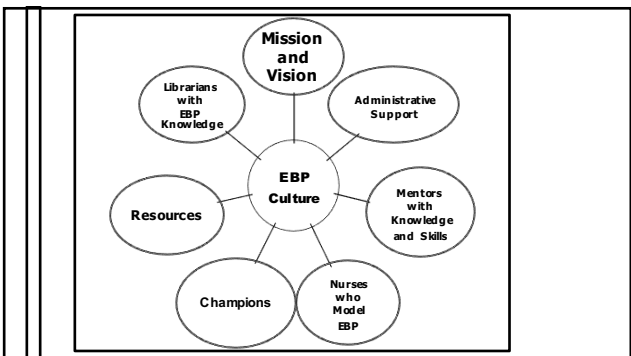 Mission
and
Vision
Librarians
with
EBP
Knowledge
Administrative
Support
EBP
Culture
Mentors
with
Knowledge
and Skills
Resources
Champions
Nurses
who
Model
EBP